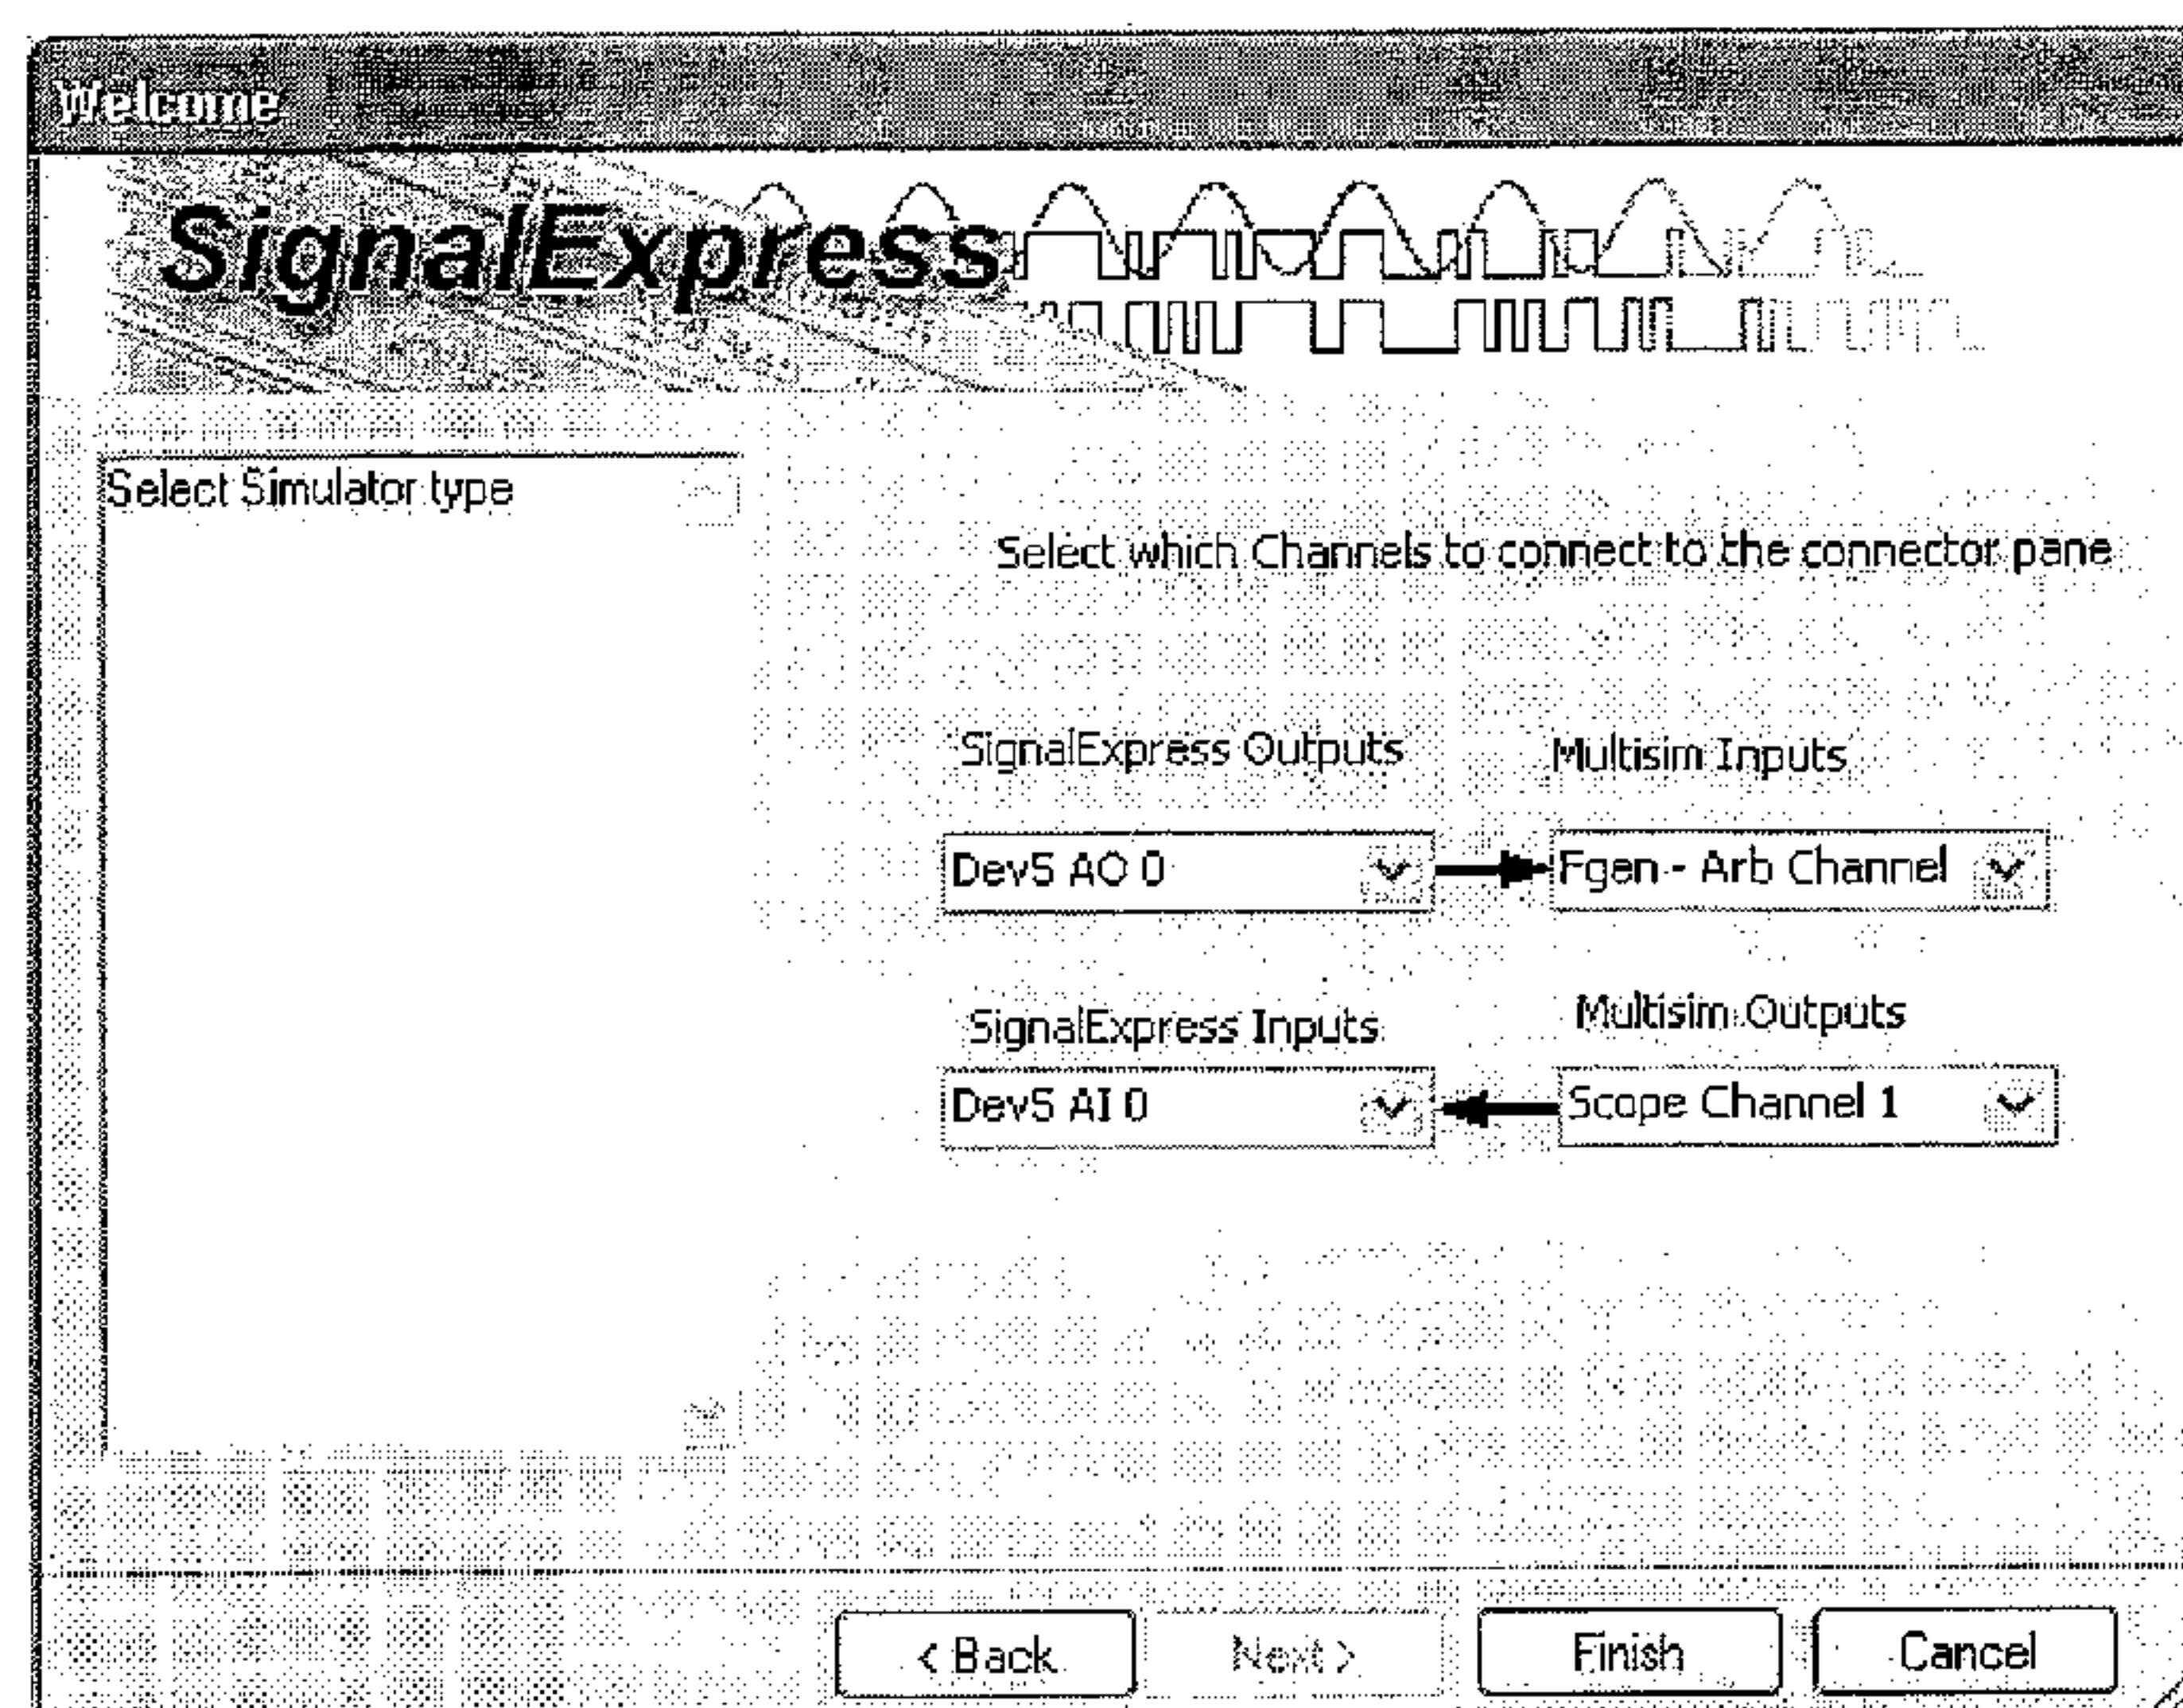 Welcome
SignalExpress
Select Simulator type
Select which Channels to connect to the connector pane
SignalExpress Outputs
Multisim Inputs
Dev5 AO 0
Fgen - Arb Channel
SignalExpress Inputs
Multisim Outputs
Dev5 AI 0
Scope Channel 1
< Back
Next >
Finish
Cancel